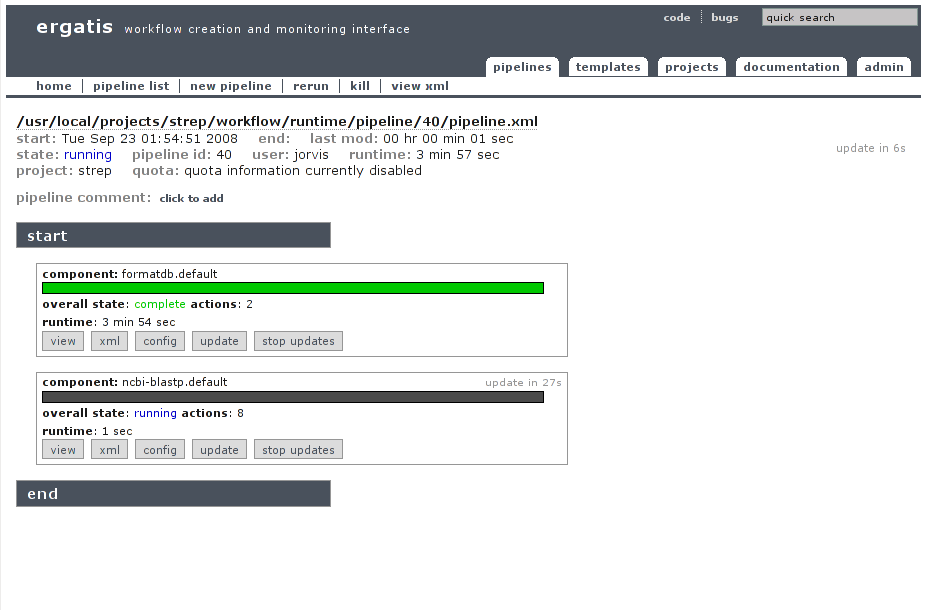 code bugs quick search
ergatis workflow creation and monitoring interface
pipelines templates projects documentation admin
home pipeline list new pipeline rerun kill view xml
/usr/local/projects/strep/workflow/runtime/pipeline/40/pipeline.xml
start: Tue Sep 23 01:54:51 2008 end: last mod: 00 hr 00 min 01 sec
update in 6s
state: running pipeline id: 40 user: jorvis runtime: 3 min 57 sec
project: strep quota: quota information currently disabled
pipeline comment: click to add
start
component: formatdb.default
overall state: complete actions: 2
runtime: 3 min 54 sec
view xml config update stop updates
component: ncbi-blastp.default update in 27s
overall state: running actions: 8
runtime: 1 sec
view xml config update stop updates
end